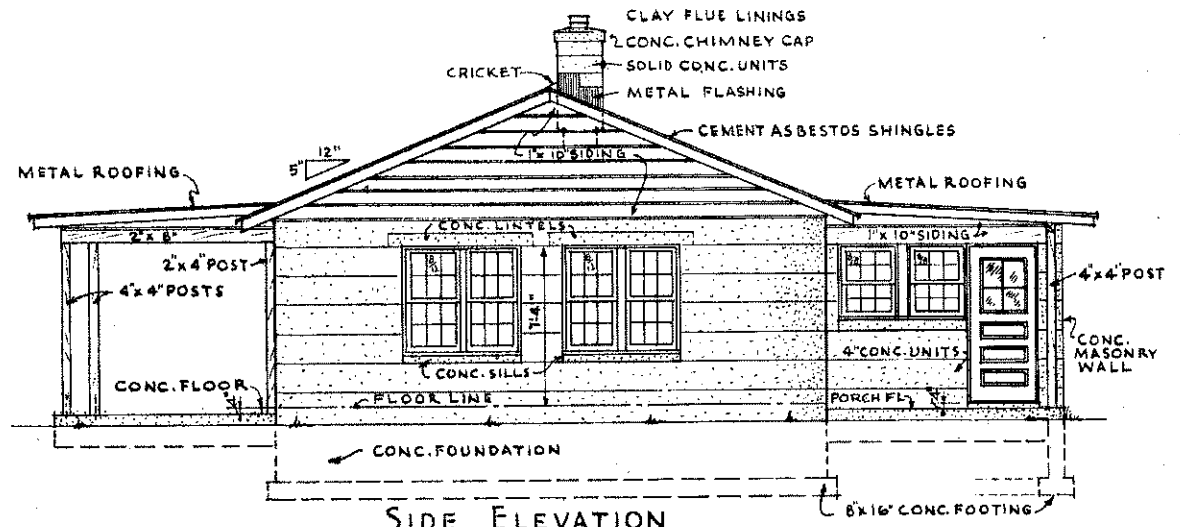 CLAY FLUE LININGS
CONC. CHIMNEY CAP
SOLID CONC. UNITS
CRICKET
METAL FLASHING
CEMENT ASBESTOS SHINGLES
12"
5"
1"x 10" SIDING
METAL ROOFING
METAL ROOFING
2"x 8"
CONC. LINTELS
1"x 10" SIDING
2"x 4" POST
4"x 4" POST
4"x 4" POSTS
7'-4"
CONC. MASONRY WALL
4" CONC. UNITS
CONC. SILLS
CONC. FLOOR
FLOOR LINE
PORCH FL.
CONC. FOUNDATION
8"x 16" CONC. FOOTING
SIDE ELEVATION